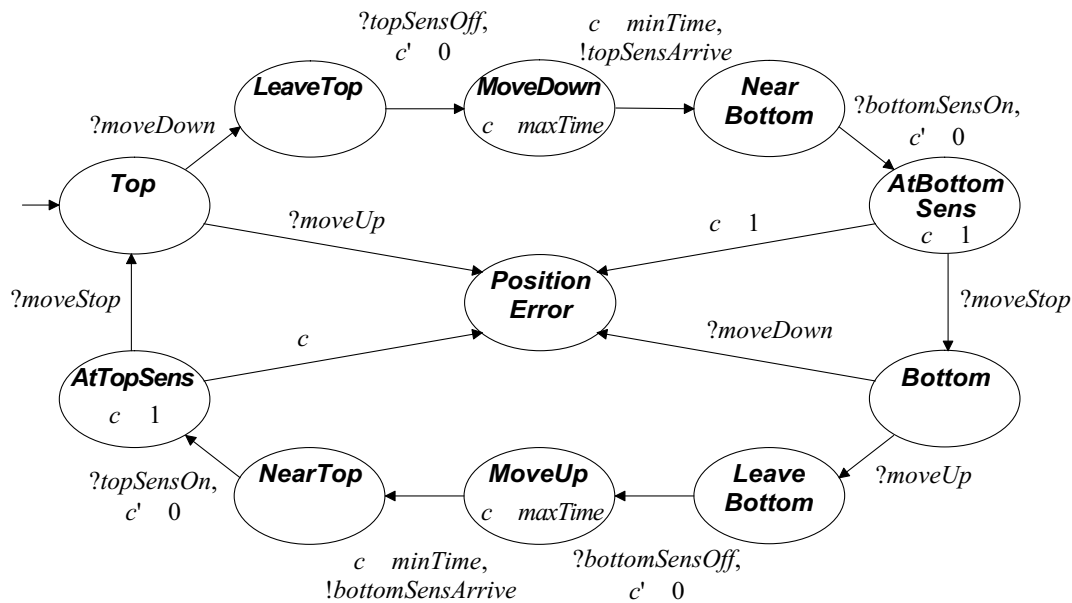 ?topSensOff,
c' 0
c minTime,
!topSensArrive
LeaveTop
MoveDown
c maxTime
Near
Bottom
?moveDown
?bottomSensOn,
c' 0
Top
AtBottom
Sens
c 1
?moveUp
c 1
Position
Error
?moveStop
?moveStop
?moveDown
c
AtTopSens
c 1
Bottom
?topSensOn,
c' 0
NearTop
MoveUp
c maxTime
Leave
Bottom
?moveUp
c minTime,
!bottomSensArrive
?bottomSensOff,
c' 0